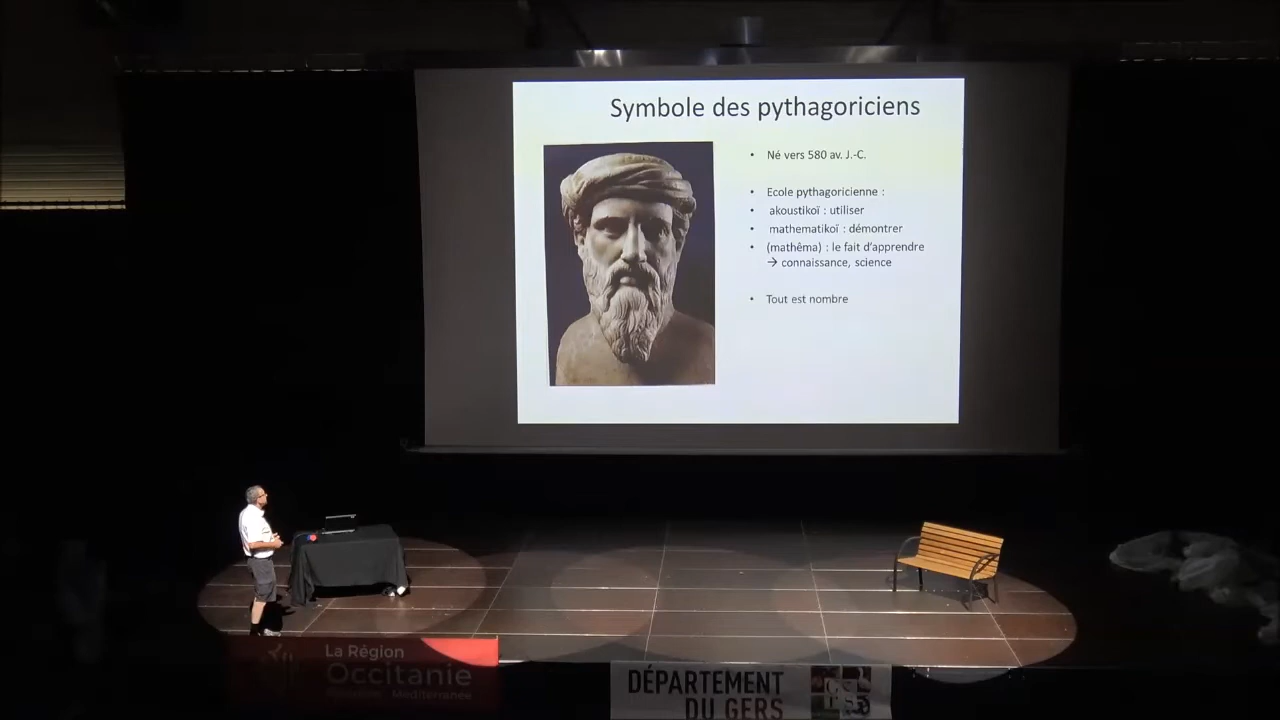 Symbole des pythagoriciens
• Né vers 580 av. J.-C.
• Ecole pythagoricienne :
• akoustikoï : utiliser
• mathematikoï : démontrer
• (mathêma) : le fait d'apprendre
→ connaissance, science
• Tout est nombre
La Région
Occitanie
Méditerranée
DÉPARTEMENT
DU GERS